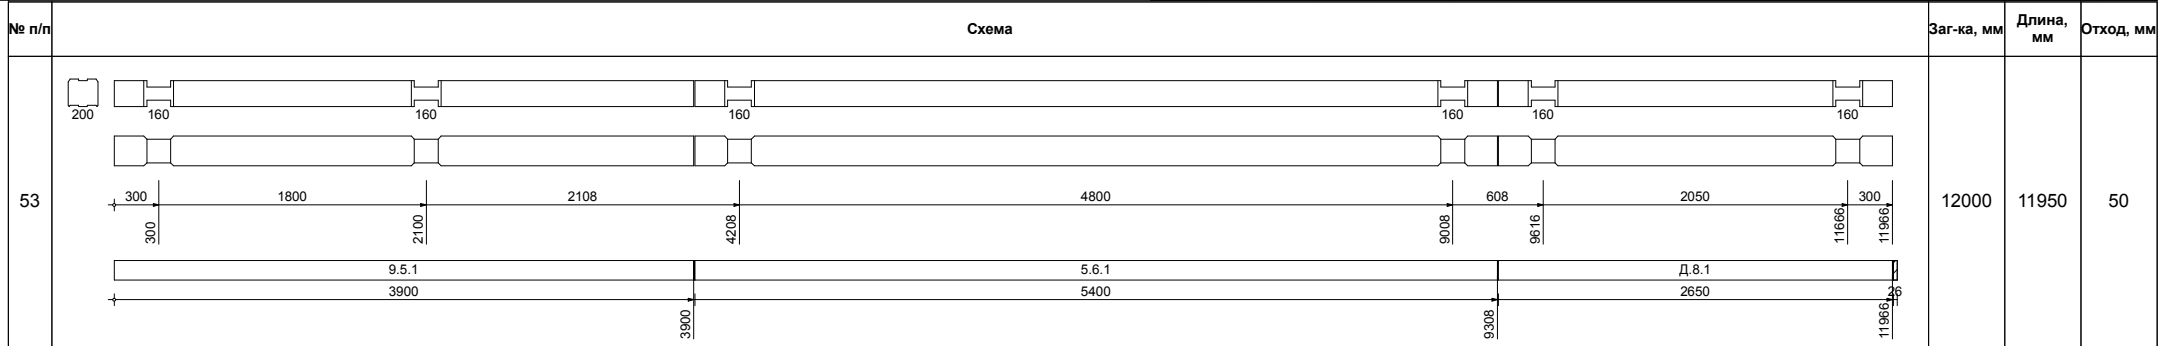 № п/п Схема Заг-ка, мм Длина, мм Отход, мм
53
200 160 160 160 160 160 160
300 1800 2108 4800 608 2050 300
300 2100 4208 9008 9616 11666 11966
12000 11950 50
9.5.1 5.6.1 Д.8.1
3900 5400 2650 26
3900 9308 11966